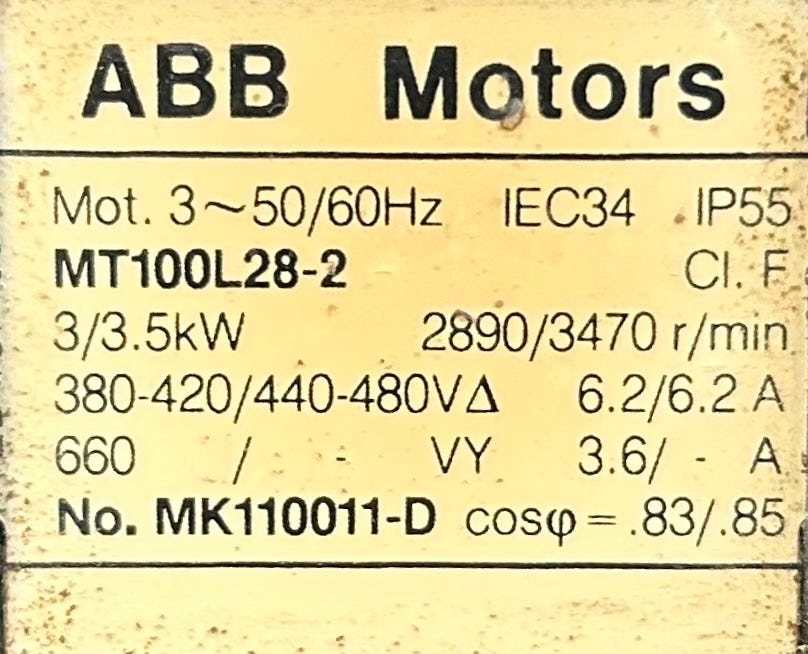 ABB Motors
Mot. 3~50/60Hz IEC34 IP55
MT100L28-2 Cl. F
3/3.5kW 2890/3470 r/min
380-420/440-480VΔ 6.2/6.2 A
660 / - VY 3.6/ - A
No. MK110011-D cosφ = .83/.85